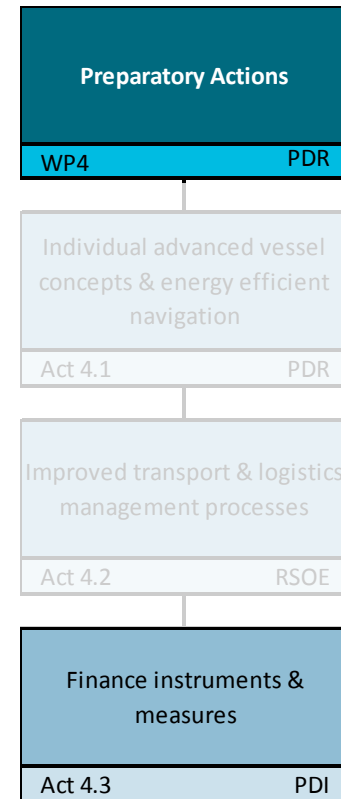 Preparatory Actions
WP4 PDR
Individual advanced vessel
concepts & energy efficient
navigation
Act 4.1 PDR
Improved transport & logistics
management processes
Act 4.2 RSOE
Finance instruments &
measures
Act 4.3 PDI